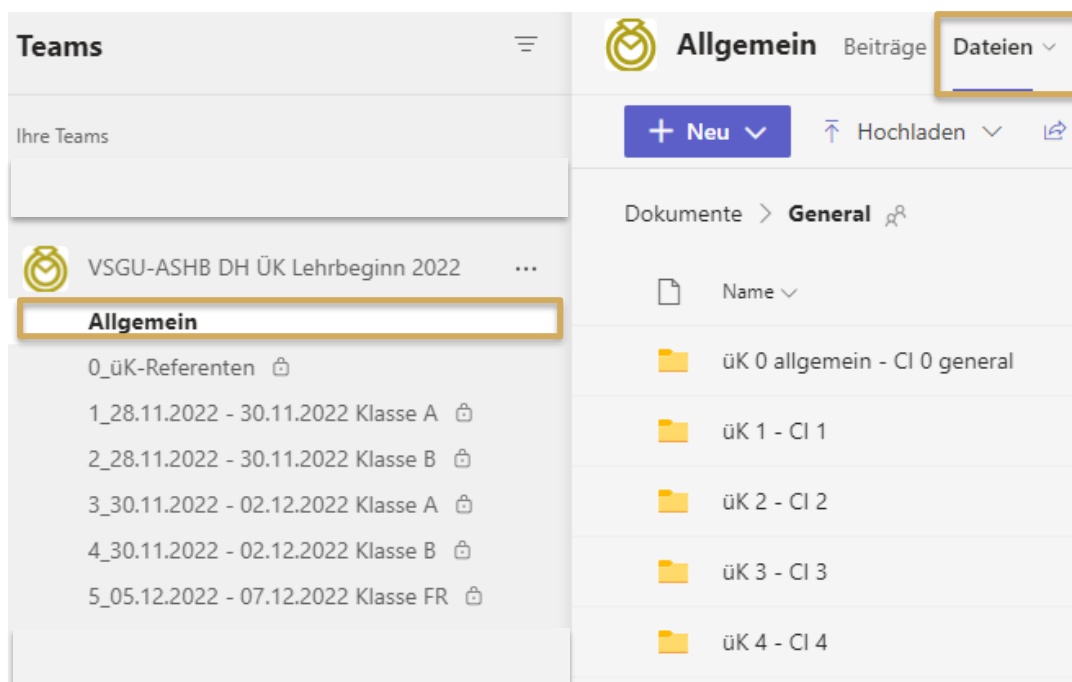 Teams
Ihre Teams
VSGU-ASHB DH ÜK Lehrbeginn 2022 ...
Allgemein
0_üK-Referenten
1_28.11.2022 - 30.11.2022 Klasse A
2_28.11.2022 - 30.11.2022 Klasse B
3_30.11.2022 - 02.12.2022 Klasse A
4_30.11.2022 - 02.12.2022 Klasse B
5_05.12.2022 - 07.12.2022 Klasse FR
Allgemein Beiträge Dateien
+ Neu Hochladen
Dokumente > General
Name
üK 0 allgemein - CI 0 general
üK 1 - CI 1
üK 2 - CI 2
üK 3 - CI 3
üK 4 - CI 4